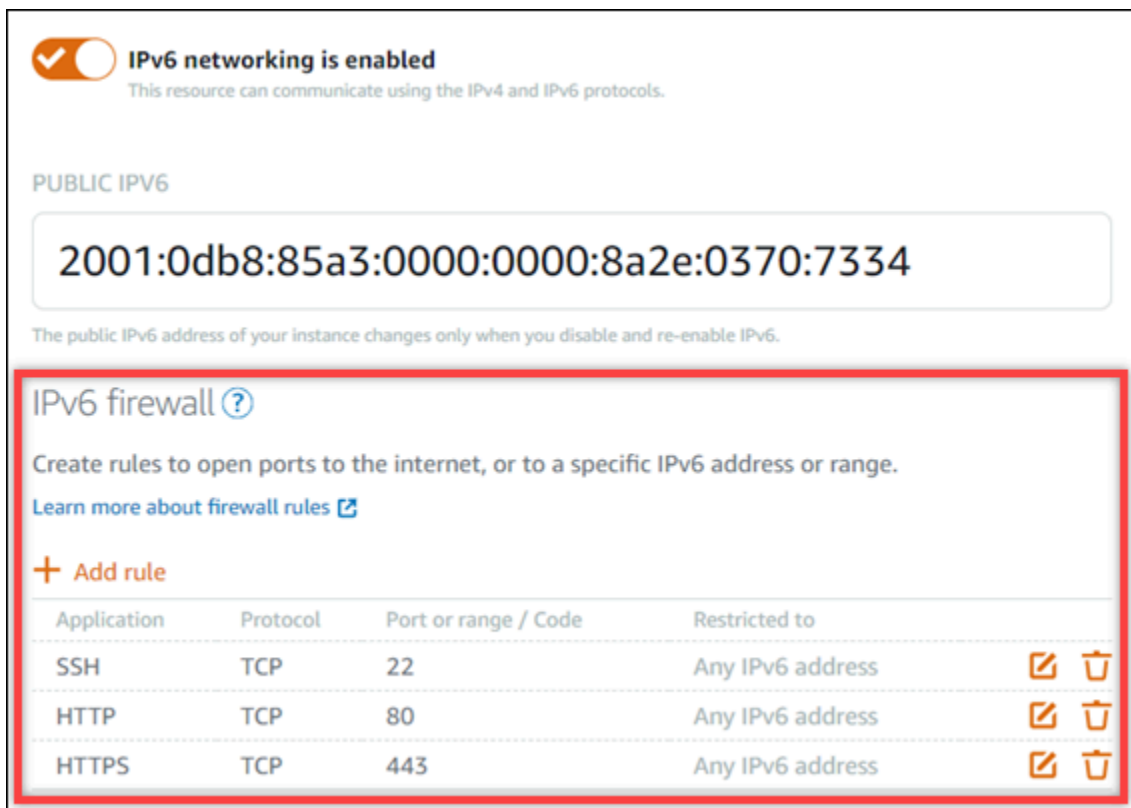 IPv6 networking is enabled
This resource can communicate using the IPv4 and IPv6 protocols.
PUBLIC IPV6
2001:0db8:85a3:0000:0000:8a2e:0370:7334
The public IPv6 address of your instance changes only when you disable and re-enable IPv6.
IPv6 firewall ?
Create rules to open ports to the internet, or to a specific IPv6 address or range.
Learn more about firewall rules
+ Add rule
Application Protocol Port or range / Code Restricted to
SSH TCP 22 Any IPv6 address
HTTP TCP 80 Any IPv6 address
HTTPS TCP 443 Any IPv6 address